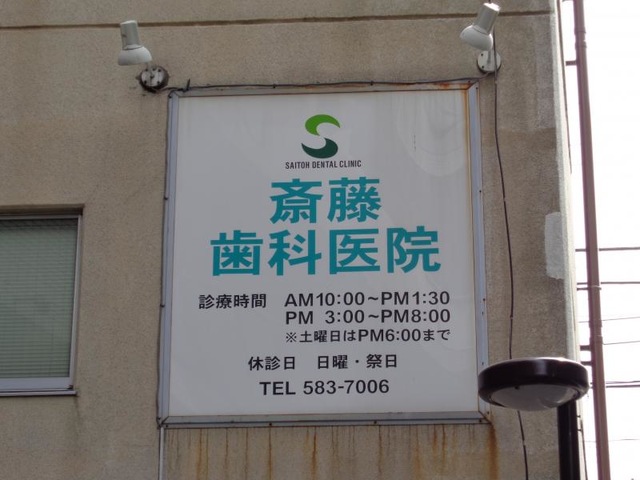 SAITOH DENTAL CLINIC
斎藤
歯科医院
診療時間 AM10:00～PM1:30
PM 3:00～PM8:00
※土曜日はPM6:00まで
休診日 日曜・祭日
TEL 583-7006